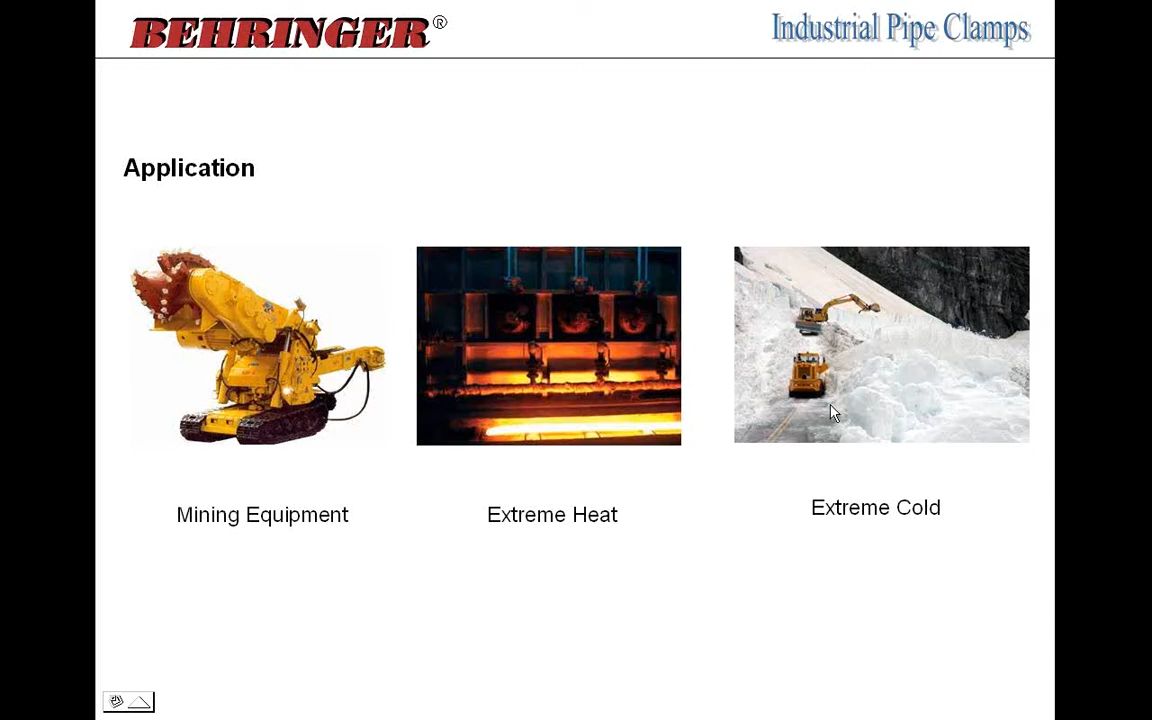 BEHRINGER®
Industrial Pipe Clamps
Application
Mining Equipment
Extreme Heat
Extreme Cold